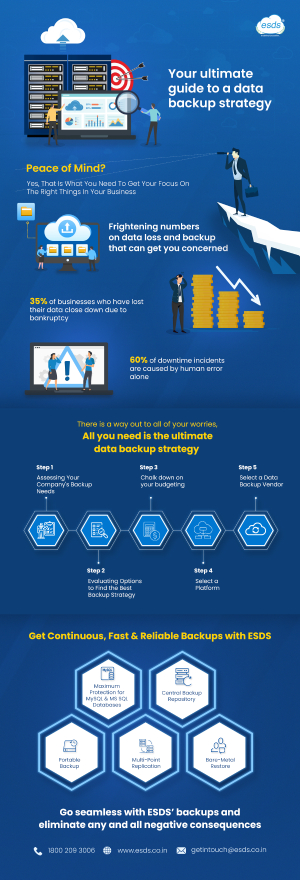 esds
Your ultimate
guide to a data
backup strategy
Peace of Mind?
Yes, That Is What You Need To Get Your Focus On
The Right Things In Your Business
Frightening numbers
on data loss and backup
that can get you concerned
35% of businesses who have lost
their data close down due to
bankruptcy
60% of downtime incidents
are caused by human error
alone
There is a way out to all of your worries,
All you need is the ultimate
data backup strategy
Step 1
Assessing Your
Company's Backup
Needs
Step 2
Evaluating Options
to Find the Best
Backup Strategy
Step 3
Chalk down on
your budgeting
Step 4
Select a
Platform
Step 5
Select a Data
Backup Vendor
Get Continuous, Fast & Reliable Backups with ESDS
Maximum
Protection for
MySQL & MS SQL
Databases
Central Backup
Repository
Portable
Backup
Multi-Point
Replication
Bare-Metal
Restore
Go seamless with ESDS' backups and
eliminate any and all negative consequences
1800 209 3006
www.esds.co.in
getintouch@esds.co.in